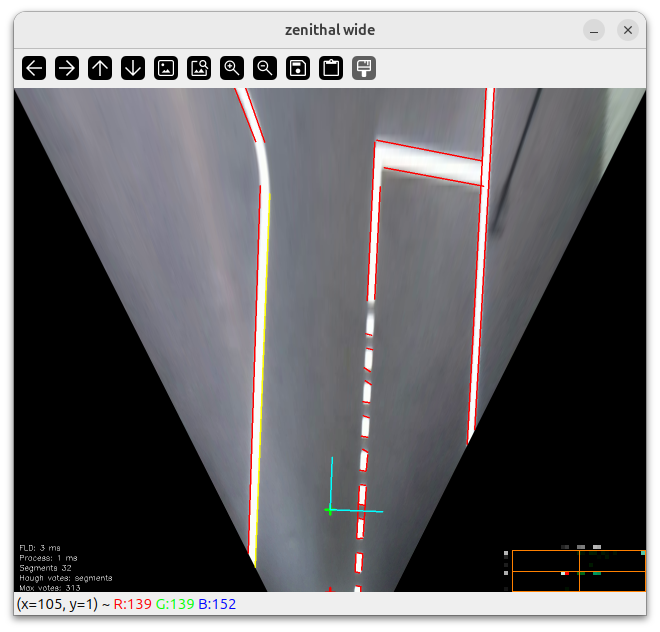 zenithal wide
FLD: 3 ms
Process: 1 ms
Segments 32
Hough votes: segments
Max votes: 313
(x=105, y=1) ~ R:139 G:139 B:152